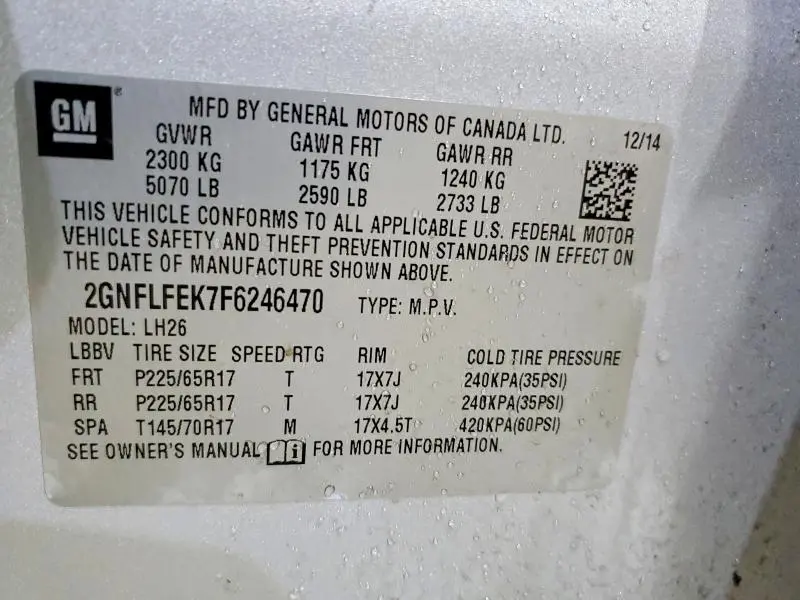 GM ®
MFD BY GENERAL MOTORS OF CANADA LTD. 12/14
GVWR GAWR FRT GAWR RR
2300 KG 1175 KG 1240 KG
5070 LB 2590 LB 2733 LB
THIS VEHICLE CONFORMS TO ALL APPLICABLE U.S. FEDERAL MOTOR
VEHICLE SAFETY AND THEFT PREVENTION STANDARDS IN EFFECT ON
THE DATE OF MANUFACTURE SHOWN ABOVE.
2GNFLFEK7F6246470 TYPE: M.P.V.
MODEL: LH26
LBBV TIRE SIZE SPEED RTG RIM COLD TIRE PRESSURE
FRT P225/65R17 T 17X7J 240KPA(35PSI)
RR P225/65R17 T 17X7J 240KPA(35PSI)
SPA T145/70R17 M 17X4.5T 420KPA(60PSI)
SEE OWNER'S MANUAL i FOR MORE INFORMATION.